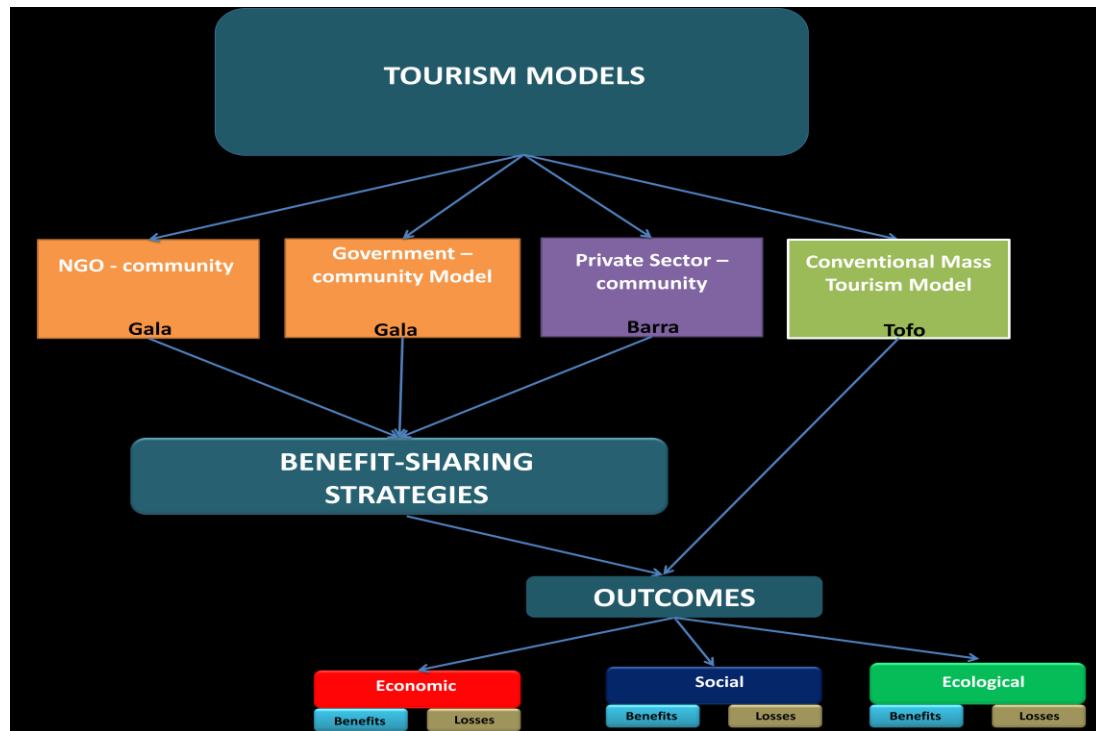 TOURISM MODELS
NGO - community
Gala
Government –
community Model
Gala
Private Sector –
community
Barra
Conventional Mass
Tourism Model
Tofo
BENEFIT-SHARING
STRATEGIES
OUTCOMES
Economic
Benefits
Losses
Social
Benefits
Losses
Ecological
Benefits
Losses